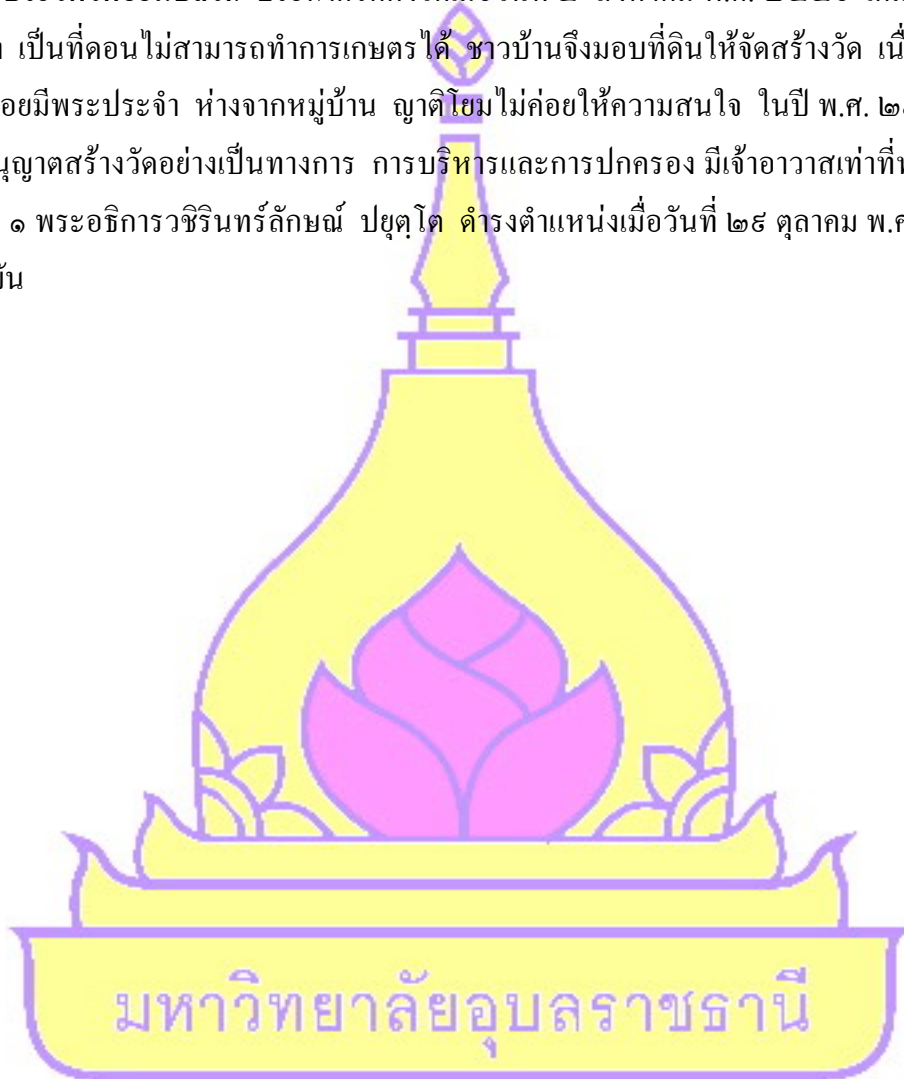 เป็นที่ดอนไม่สามารถทำการเกษตรได้ ชาวบ้านจึงมอบที่ดินให้จัดสร้างวัด
มีพระประจำ ห่างจากหมู่บ้าน ญาติโยมไม่ค่อยให้ความสนใจ ในปี พ.ศ.
สร้างวัดอย่างเป็นทางการ การบริหารและการปกครอง มีเจ้าอาวาสเท่าที่
๑ พระอธิการวชิรินทร์ลักษณ์ ปยุตฺโต ดำรงตำแหน่งเมื่อวันที่ ๒๙ ตุลาคม
มหาวิทยาลัยอุบลราชธานี